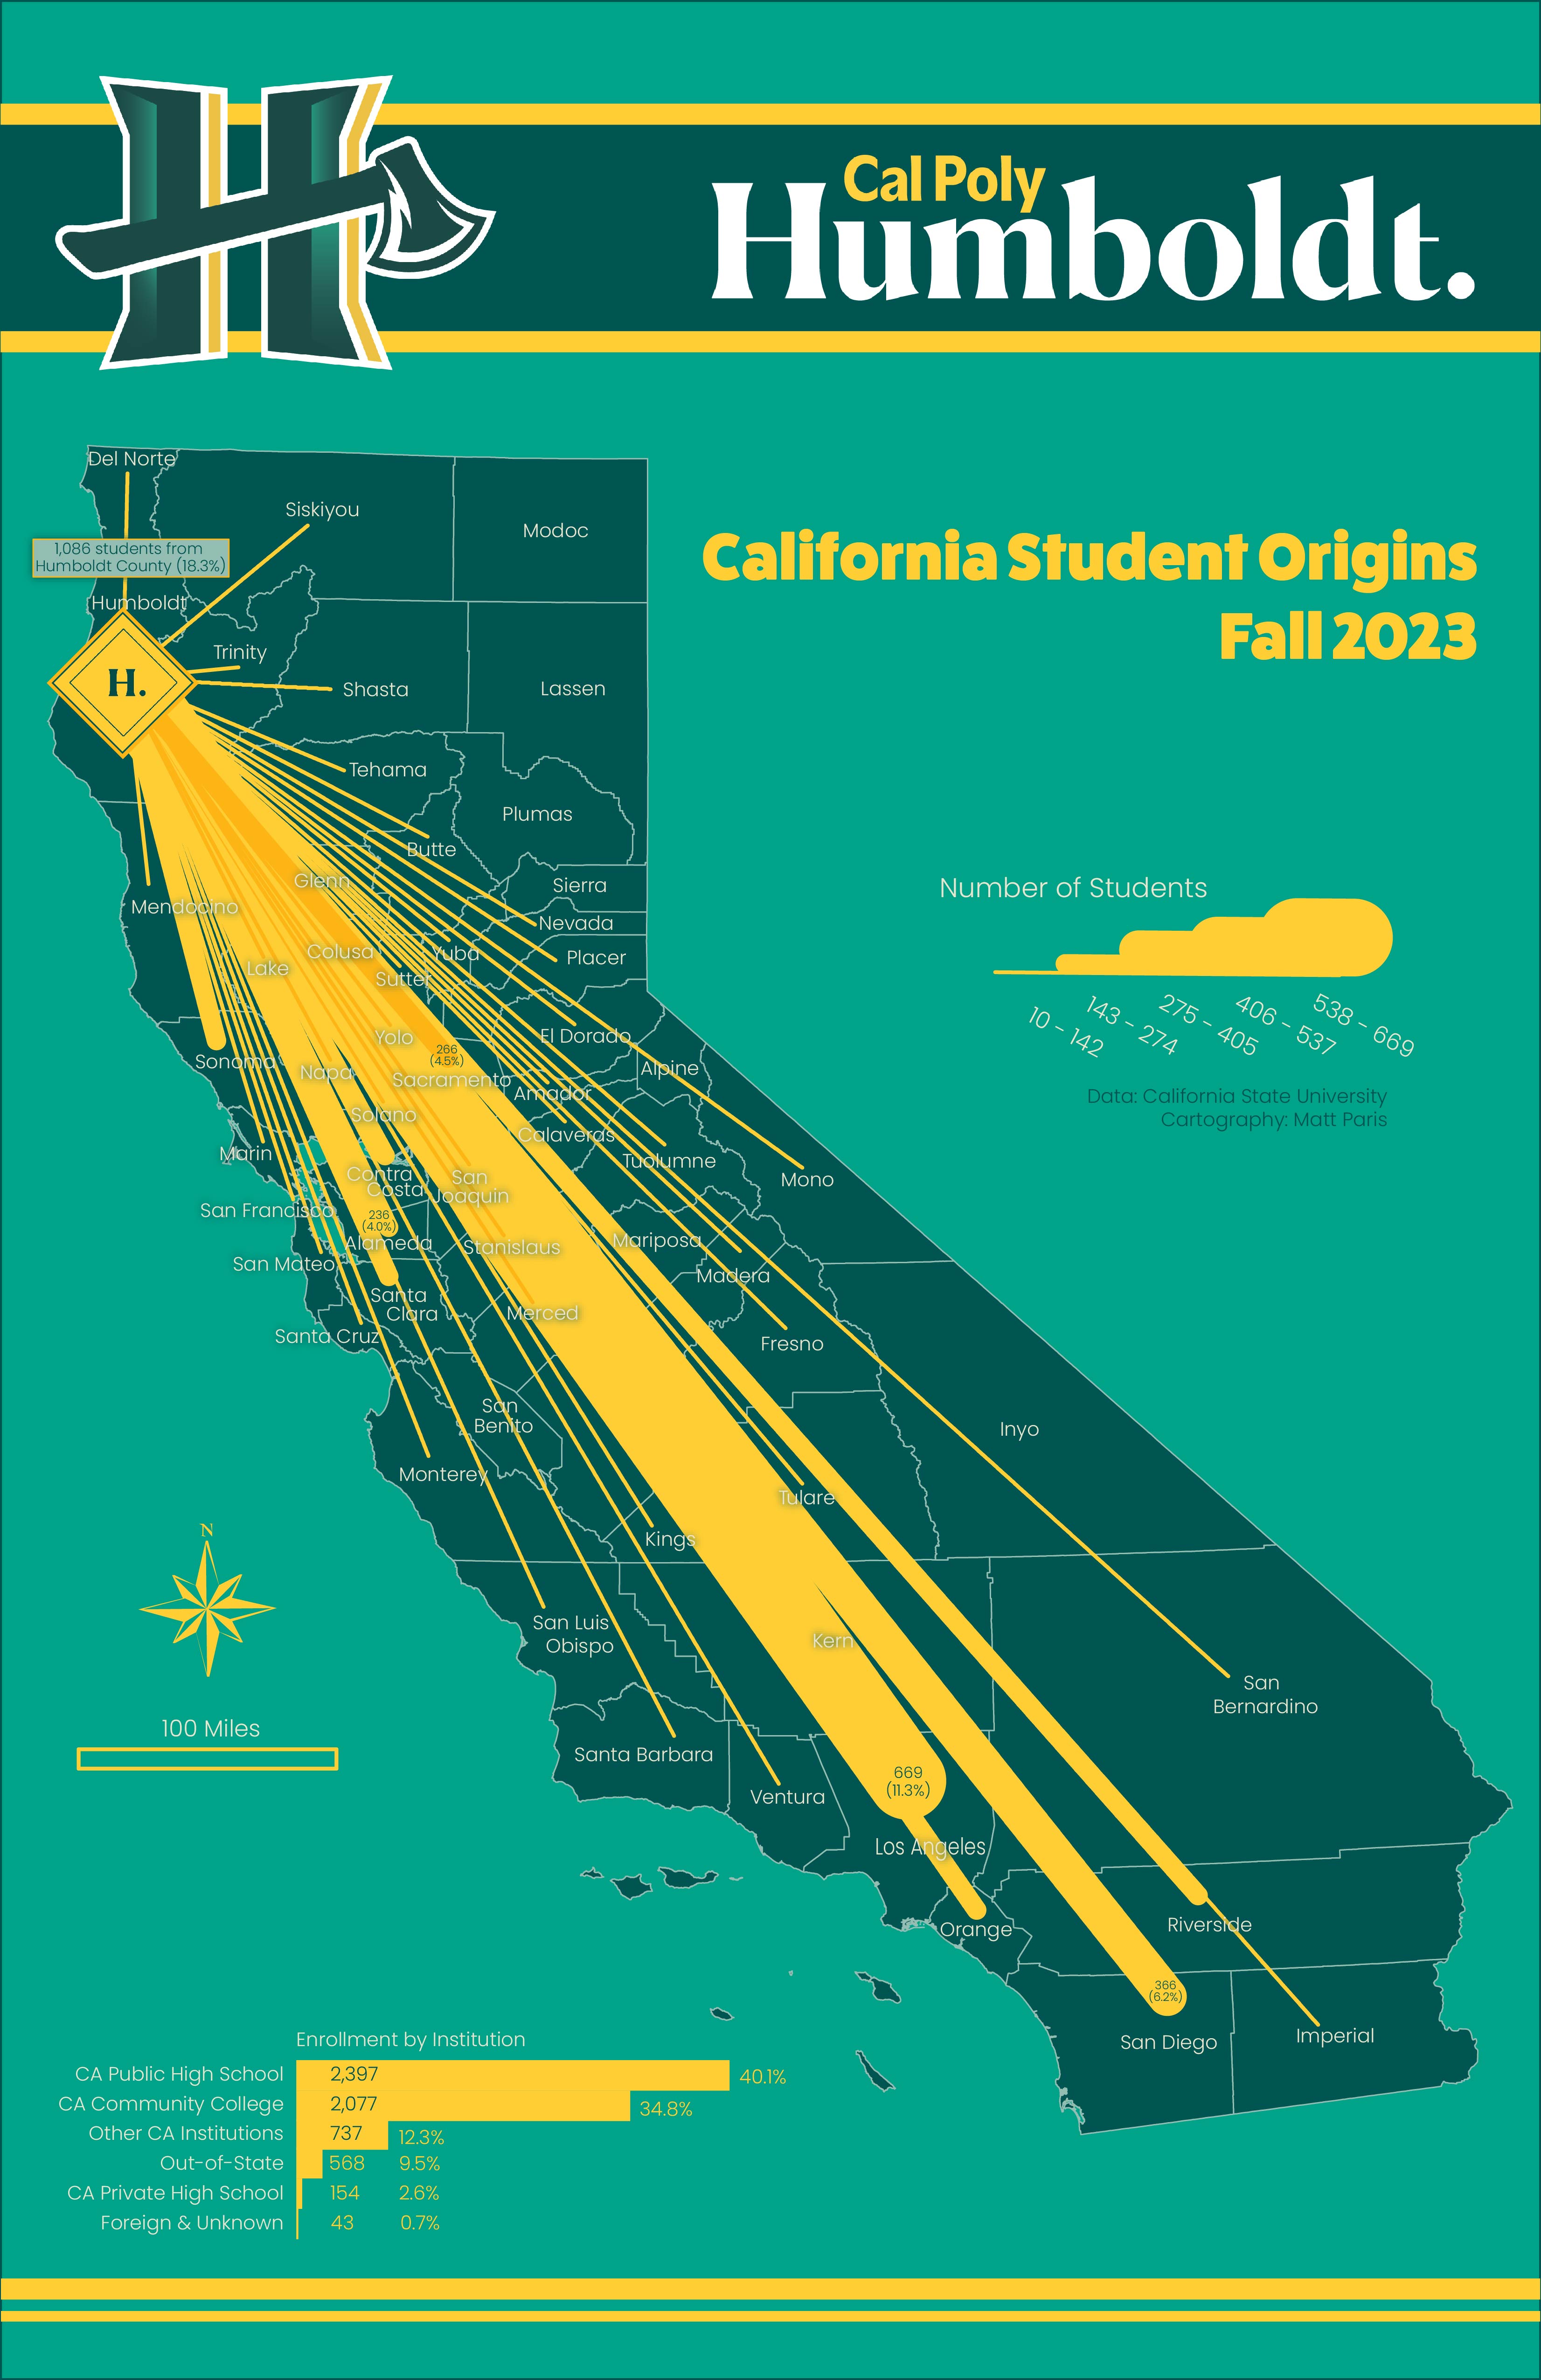 Cal Poly
Humboldt.
California Student Origins
Fall 2023
Del Norte
Siskiyou
Modoc
1,086 students from
Humboldt County (18.3%)
Humboldt
Trinity
H.
Shasta
Lassen
Tehama
Plumas
Butte
Glenn
Sierra
Mendocino
Nevada
Colusa
Yuba
Placer
Lake
Sutter
Yolo
El Dorado
266
(4.5%)
Sonoma
Napa
Sacramento
Alpine
Amador
Solano
Calaveras
Marin
Contra
Costa
San
Joaquin
Tuolumne
Mono
San Francisco
236
(4.0%)
Alameda
Stanislaus
Mariposa
San Mateo
Madera
Santa
Clara
Merced
Santa Cruz
Fresno
San
Benito
Inyo
Monterey
Tulare
Kings
San Luis
Obispo
Kern
San
Bernardino
Santa Barbara
Ventura
669
(11.3%)
Los Angeles
Orange
Riverside
366
(6.2%)
San Diego
Imperial
Number of Students
10 - 142
143 - 274
275 - 405
406 - 537
538 - 669
Data: California State University
Cartography: Matt Paris
N
100 Miles
Enrollment by Institution
CA Public High School 2,397 40.1%
CA Community College 2,077 34.8%
Other CA Institutions 737 12.3%
Out-of-State 568 9.5%
CA Private High School 154 2.6%
Foreign & Unknown 43 0.7%